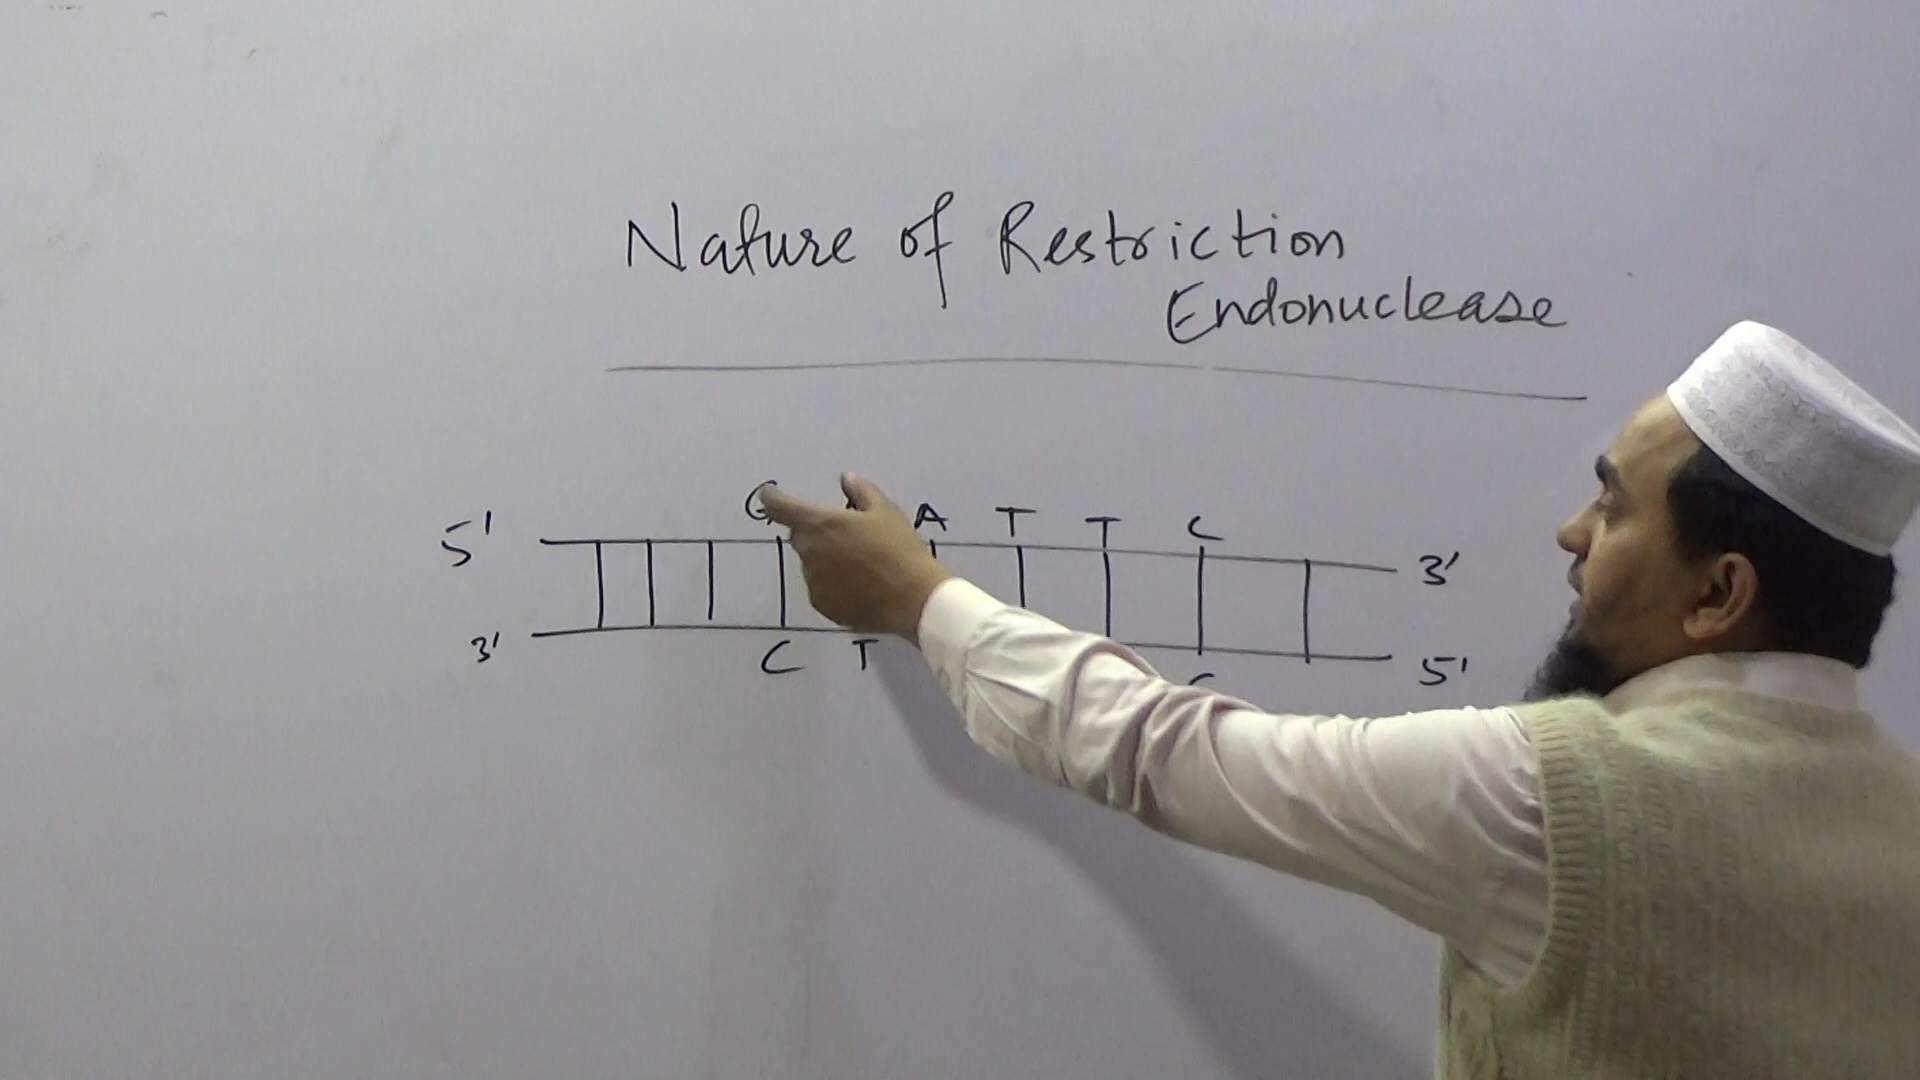 Nature of Restriction
Endonuclease
5' G A T T C 3'
3' C T 5'